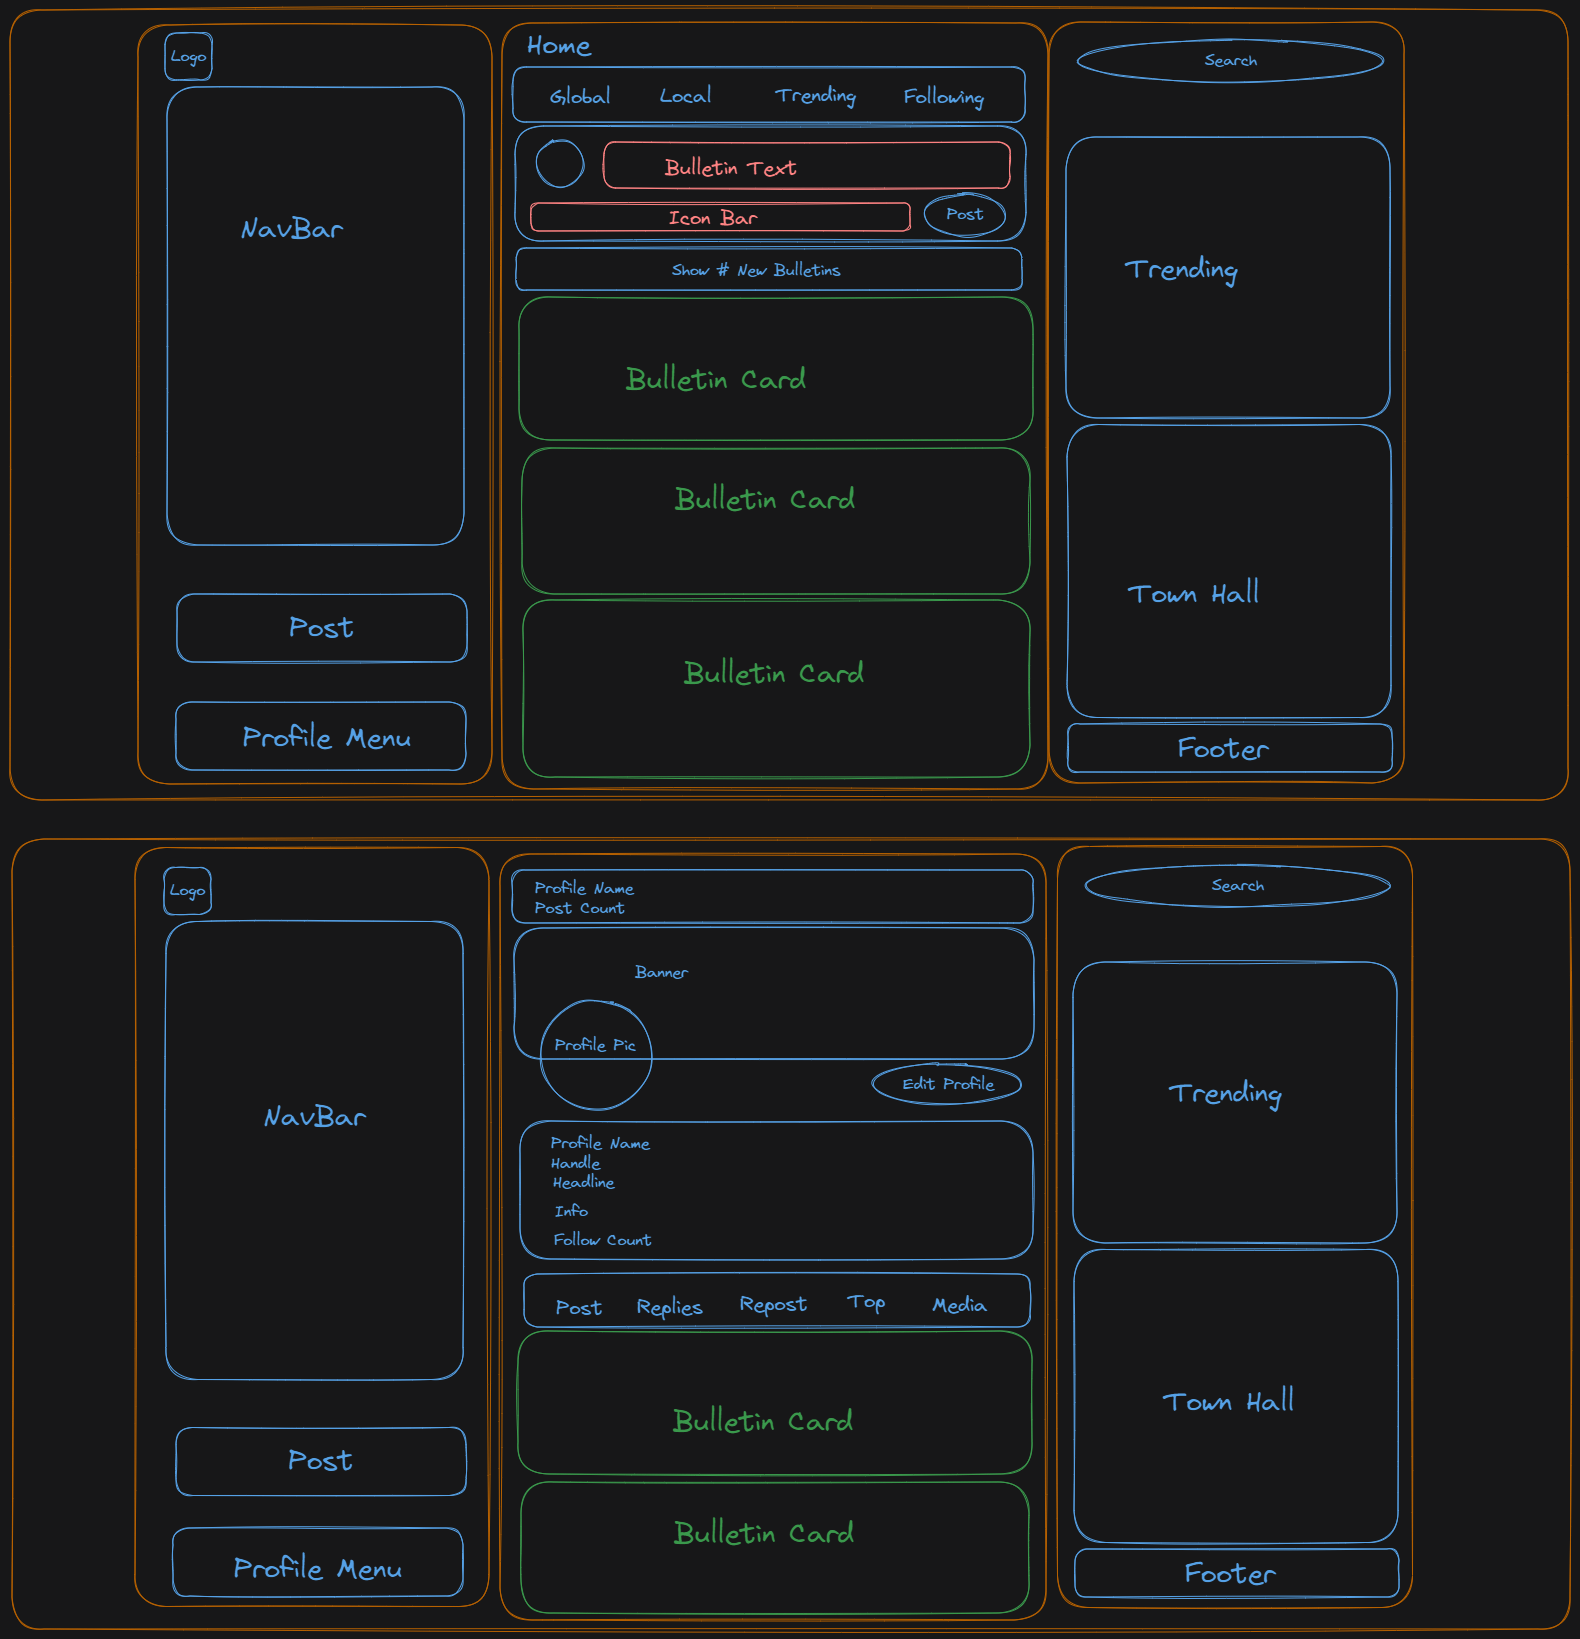 Logo
NavBar
Post
Profile Menu
Home
Global Local Trending Following
Bulletin Text
Icon Bar
Post
Show # New Bulletins
Bulletin Card
Bulletin Card
Bulletin Card
Search
Trending
Town Hall
Footer
Logo
NavBar
Post
Profile Menu
Profile Name
Post Count
Banner
Profile Pic
Edit Profile
Profile Name
Handle
Headline
Info
Follow Count
Post Replies Repost Top Media
Bulletin Card
Bulletin Card
Search
Trending
Town Hall
Footer